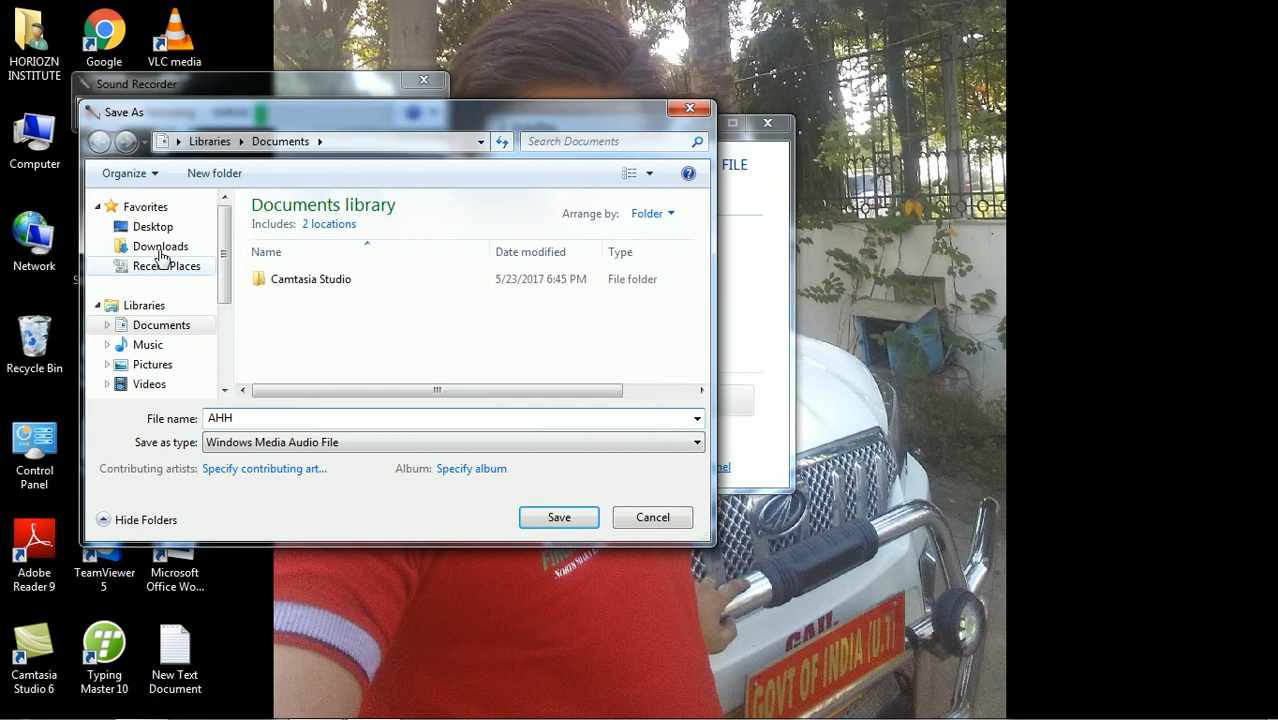 HORIOZN
INSTITUTE
Google
VLC media
Computer
Network
Recycle Bin
Control
Panel
Adobe
Reader 9
TeamViewer
5
Microsoft
Office Wo...
Camtasia
Studio 6
Typing
Master 10
New Text
Document
Sound Recorder
Save As
Libraries
Documents
Search Documents
Organize
New folder
Favorites
Desktop
Downloads
Recent Places
Libraries
Documents
Music
Pictures
Videos
Documents library
Includes: 2 locations
Arrange by: Folder
Name
Date modified
Type
Camtasia Studio
5/23/2017 6:45 PM
File folder
File name: AHH
Save as type: Windows Media Audio File
Contributing artists: Specify contributing art...
Album: Specify album
Hide Folders
Save
Cancel
FILE
nel
GAIL
GOVT OF INDIA (U.T)